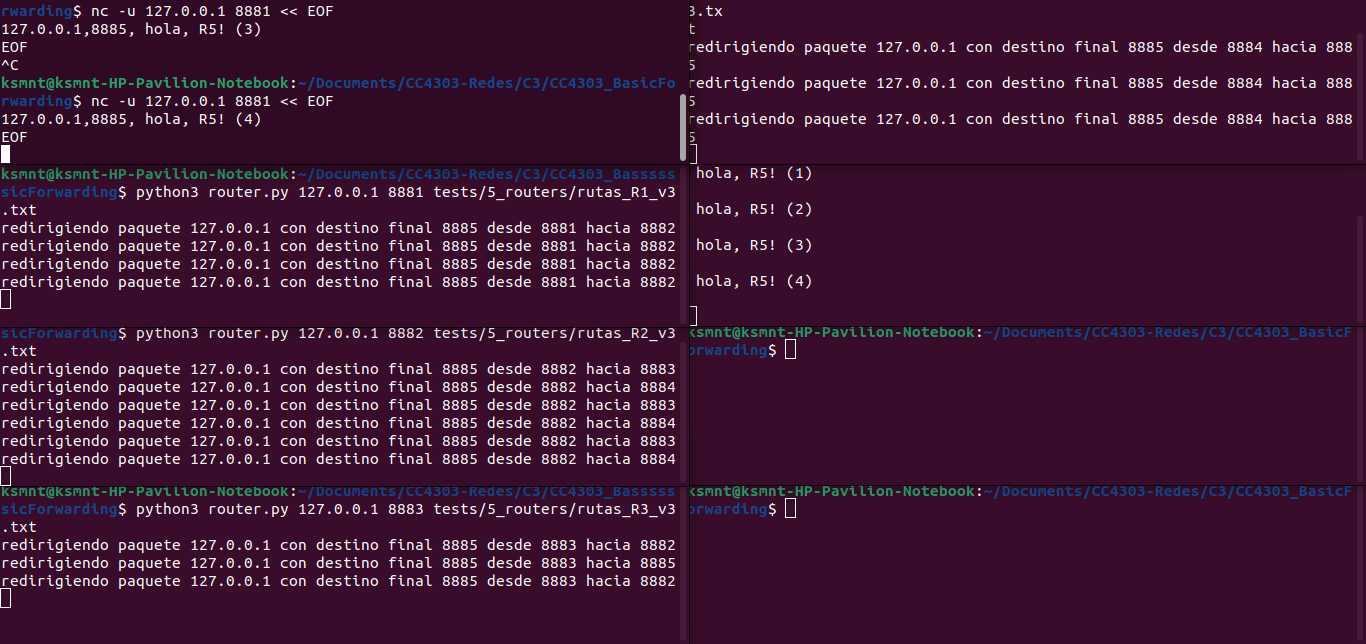 rwarding$ nc -u 127.0.0.1 8881 << EOF
127.0.0.1,8885, hola, R5! (3)
EOF
^C
ksmnt@ksmnt-HP-Pavilion-Notebook:~/Documents/CC4303-Redes/C3/CC4303_BasicFo
rwarding$ nc -u 127.0.0.1 8881 << EOF
127.0.0.1,8885, hola, R5! (4)
EOF
ksmnt@ksmnt-HP-Pavilion-Notebook:~/Documents/CC4303-Redes/C3/CC4303_Basssss
sicForwarding$ python3 router.py 127.0.0.1 8881 tests/5_routers/rutas_R1_v3
.txt
redirigiendo paquete 127.0.0.1 con destino final 8885 desde 8881 hacia 8882
redirigiendo paquete 127.0.0.1 con destino final 8885 desde 8881 hacia 8882
redirigiendo paquete 127.0.0.1 con destino final 8885 desde 8881 hacia 8882
redirigiendo paquete 127.0.0.1 con destino final 8885 desde 8881 hacia 8882
sicForwarding$ python3 router.py 127.0.0.1 8882 tests/5_routers/rutas_R2_v3
.txt
redirigiendo paquete 127.0.0.1 con destino final 8885 desde 8882 hacia 8883
redirigiendo paquete 127.0.0.1 con destino final 8885 desde 8882 hacia 8884
redirigiendo paquete 127.0.0.1 con destino final 8885 desde 8882 hacia 8883
redirigiendo paquete 127.0.0.1 con destino final 8885 desde 8882 hacia 8884
redirigiendo paquete 127.0.0.1 con destino final 8885 desde 8882 hacia 8883
redirigiendo paquete 127.0.0.1 con destino final 8885 desde 8882 hacia 8884
ksmnt@ksmnt-HP-Pavilion-Notebook:~/Documents/CC4303-Redes/C3/CC4303_Basssss
sicForwarding$ python3 router.py 127.0.0.1 8883 tests/5_routers/rutas_R3_v3
.txt
redirigiendo paquete 127.0.0.1 con destino final 8885 desde 8883 hacia 8882
redirigiendo paquete 127.0.0.1 con destino final 8885 desde 8883 hacia 8885
redirigiendo paquete 127.0.0.1 con destino final 8885 desde 8883 hacia 8882
3.tx
t
redirigiendo paquete 127.0.0.1 con destino final 8885 desde 8884 hacia 888
5
redirigiendo paquete 127.0.0.1 con destino final 8885 desde 8884 hacia 888
5
redirigiendo paquete 127.0.0.1 con destino final 8885 desde 8884 hacia 888
5
hola, R5! (1)
hola, R5! (2)
hola, R5! (3)
hola, R5! (4)
ksmnt@ksmnt-HP-Pavilion-Notebook:~/Documents/CC4303-Redes/C3/CC4303_BasicF
orwarding$
ksmnt@ksmnt-HP-Pavilion-Notebook:~/Documents/CC4303-Redes/C3/CC4303_BasicF
orwarding$